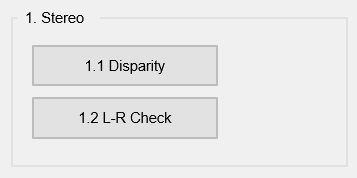 1. Stereo
1.1 Disparity
1.2 L-R Check